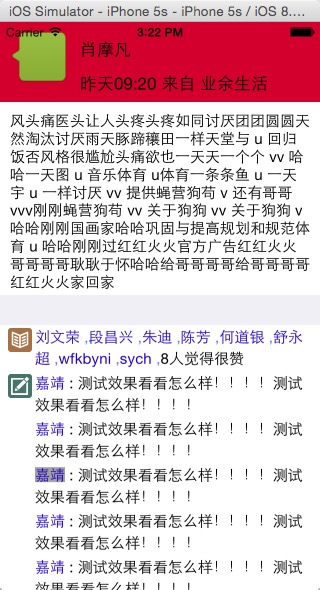 iOS Simulator - iPhone 5s - iPhone 5s / iOS 8....
Carrier 3:22 PM
肖摩凡
昨天09:20 来自 业余生活
风头痛医头让人头疼头疼如同讨厌团团圆圆天
然淘汰讨厌雨天豚蹄穰田一样天堂与 u 回归
饭否风格很尴尬头痛欲也一天天一个个 vv 哈
哈一天图 u 音乐体育 u体育一条条鱼 u 一天
宇 u 一样讨厌 vv 提供蝇营狗苟 v 还有哥哥
vvv刚刚蝇营狗苟 vv 关于狗狗 vv 关于狗狗 v
哈哈刚刚国画家哈哈巩固与提高规划和规范体
育 u 哈哈刚刚过红红火火官方广告红红火火
哥哥哥哥耿耿于怀哈哈给哥哥哥哥给哥哥哥哥
红红火火家回家
刘文荣 ,段昌兴 ,朱迪 ,陈芳 ,何道银 ,舒永
超 ,wfkbyni ,sych ,8人觉得很赞
嘉靖 : 测试效果看看怎么样！！！！测试
效果看看怎么样！！！！
嘉靖 : 测试效果看看怎么样！！！！测试
效果看看怎么样！！！！
嘉靖 : 测试效果看看怎么样！！！！测试
效果看看怎么样！！！！
嘉靖 : 测试效果看看怎么样！！！！测试
效果看看怎么样！！！！
嘉靖 : 测试效果看看怎么样！！！！测试
效果看看怎么样！！！！